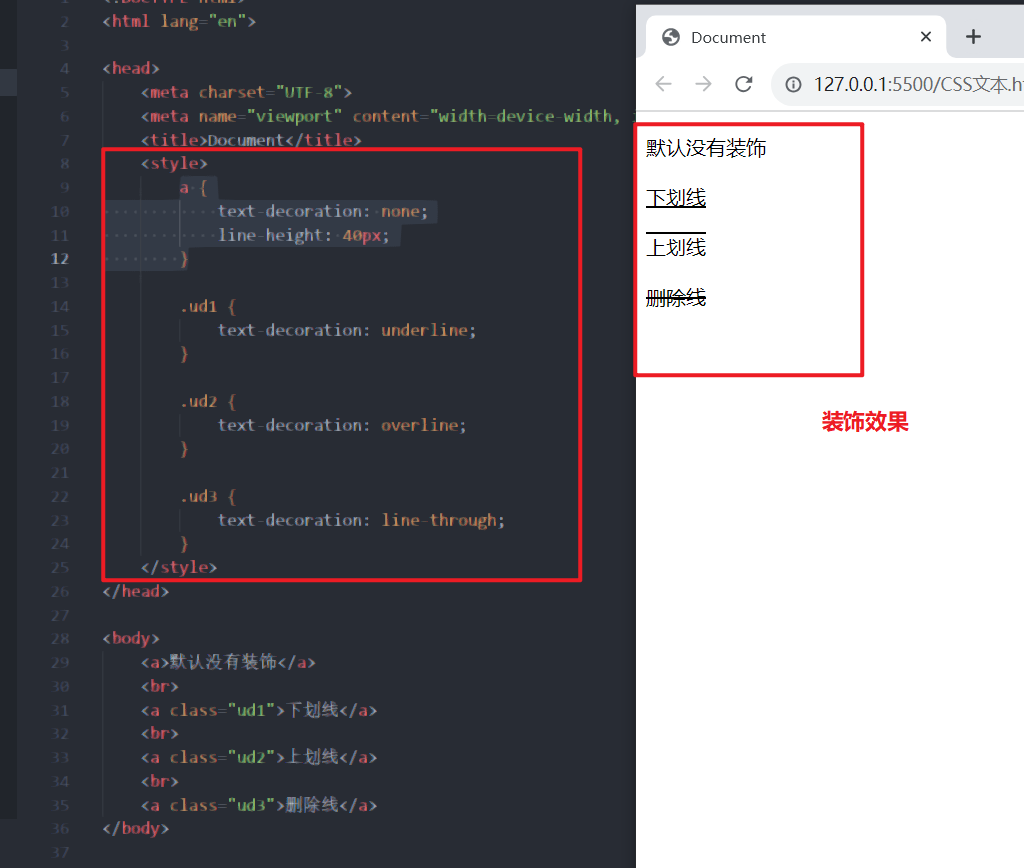 2 <html lang="en">
3
4 <head>
5 <meta charset="UTF-8">
6 <meta name="viewport" content="width=device-width,
7 <title>Document</title>
8 <style>
9 a {
10 text-decoration: none;
11 line-height: 40px;
12 }
13
14 .ud1 {
15 text-decoration: underline;
16 }
17
18 .ud2 {
19 text-decoration: overline;
20 }
21
22 .ud3 {
23 text-decoration: line-through;
24 }
25 </style>
26 </head>
27
28 <body>
29 <a>默认没有装饰</a>
30 <br>
31 <a class="ud1">下划线</a>
32 <br>
33 <a class="ud2">上划线</a>
34 <br>
35 <a class="ud3">删除线</a>
36 </body>
37
Document
127.0.0.1:5500/CSS文本.h
默认没有装饰
下划线
上划线
删除线
装饰效果